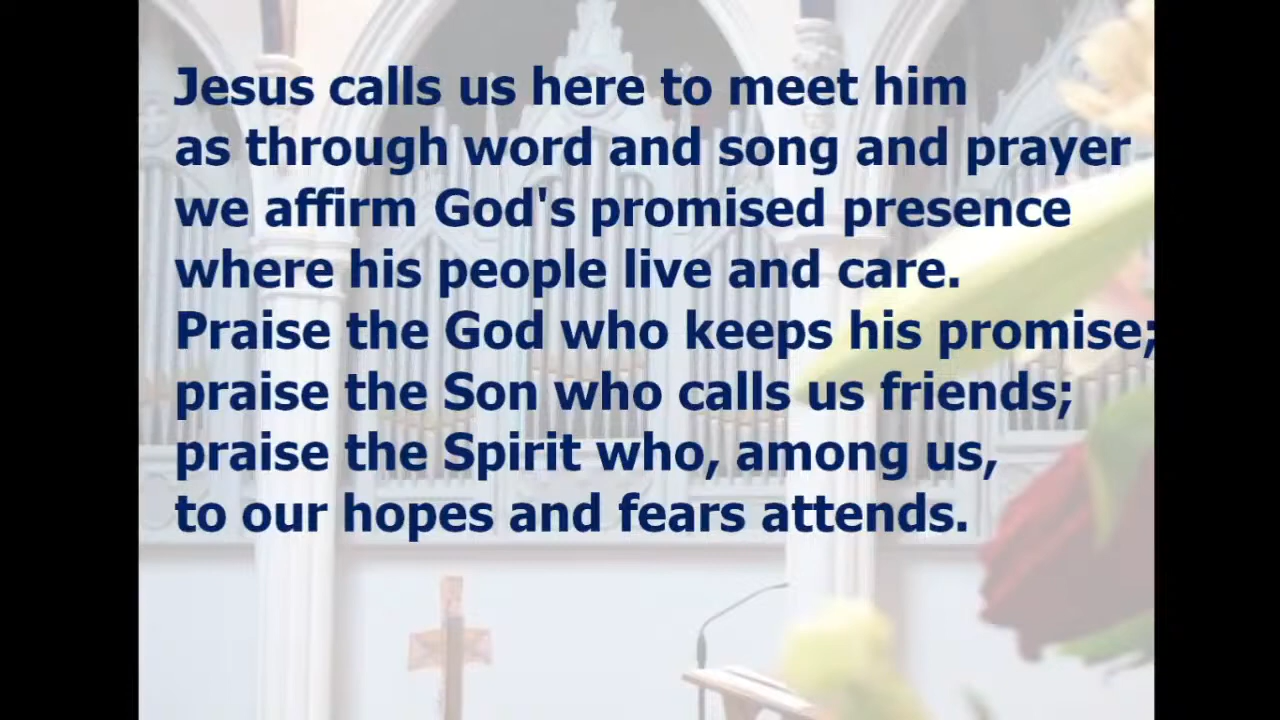 Jesus calls us here to meet him
as through word and song and prayer
we affirm God's promised presence
where his people live and care.
Praise the God who keeps his promise;
praise the Son who calls us friends;
praise the Spirit who, among us,
to our hopes and fears attends.